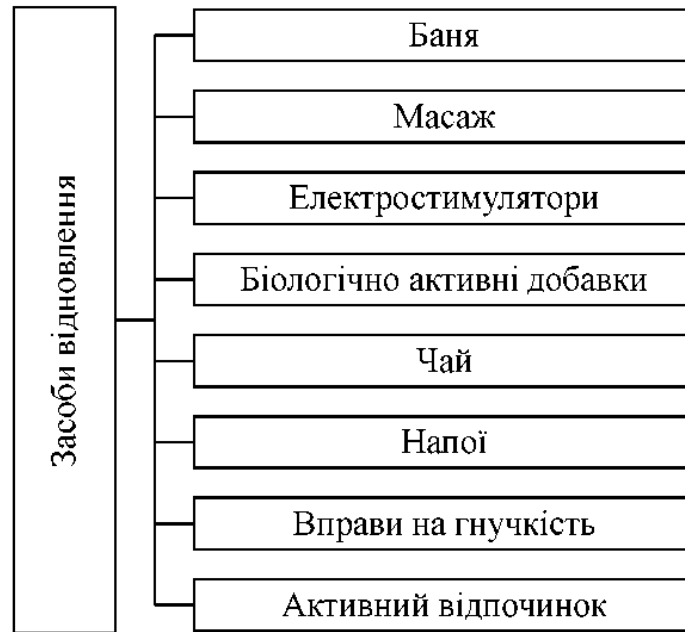 Засоби відновлення
Баня
Масаж
Електростимулятори
Біологічно активні добавки
Чай
Напої
Вправи на гнучкість
Активний відпочинок